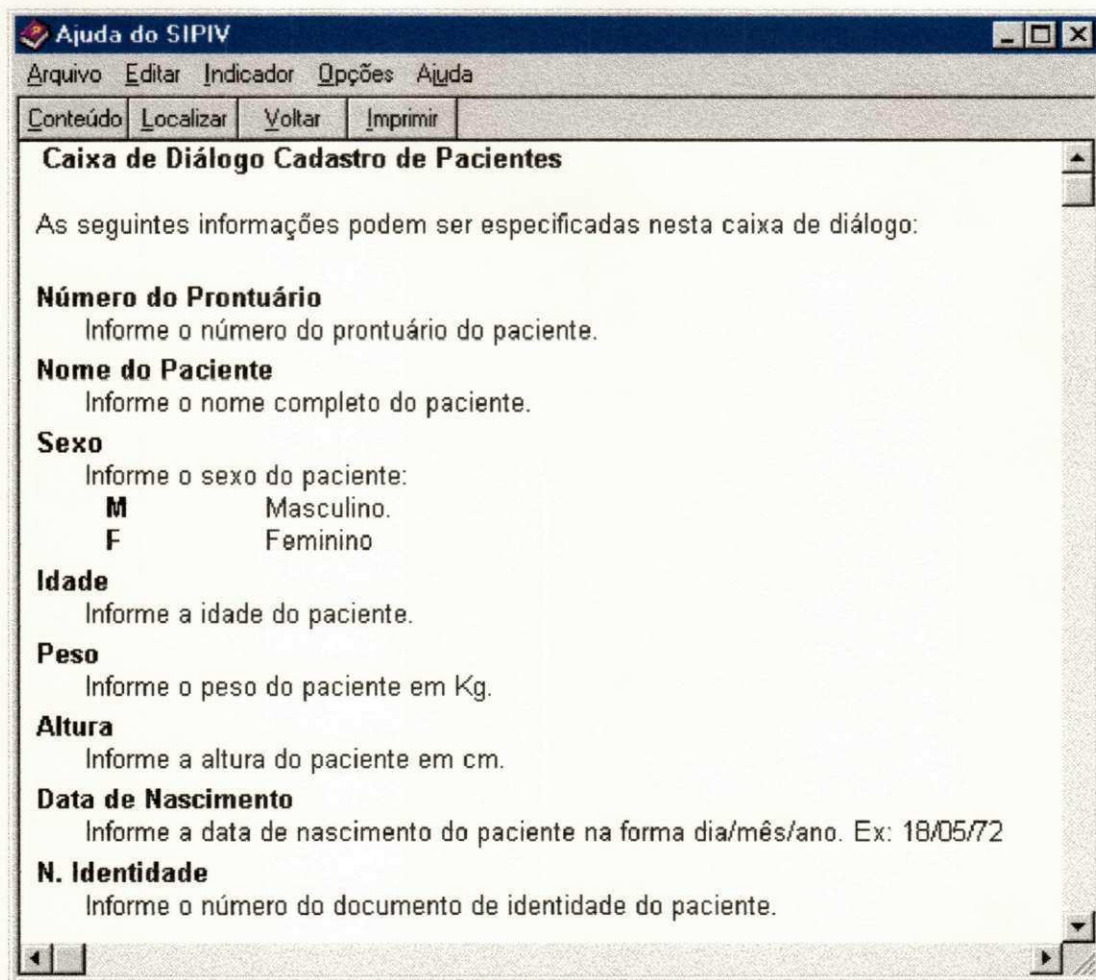 Ajuda do SIPIV
Arquivo Editar Indicador Opções Ajuda
Conteúdo Localizar Voltar Imprimir
Caixa de Diálogo Cadastro de Pacientes
As seguintes informações podem ser especificadas nesta caixa de diálogo:
Número do Prontuário
Informe o número do prontuário do paciente.
Nome do Paciente
Informe o nome completo do paciente.
Sexo
Informe o sexo do paciente:
M Masculino.
F Feminino
Idade
Informe a idade do paciente.
Peso
Informe o peso do paciente em Kg.
Altura
Informe a altura do paciente em cm.
Data de Nascimento
Informe a data de nascimento do paciente na forma dia/mês/ano. Ex: 18/05/72
N. Identidade
Informe o número do documento de identidade do paciente.